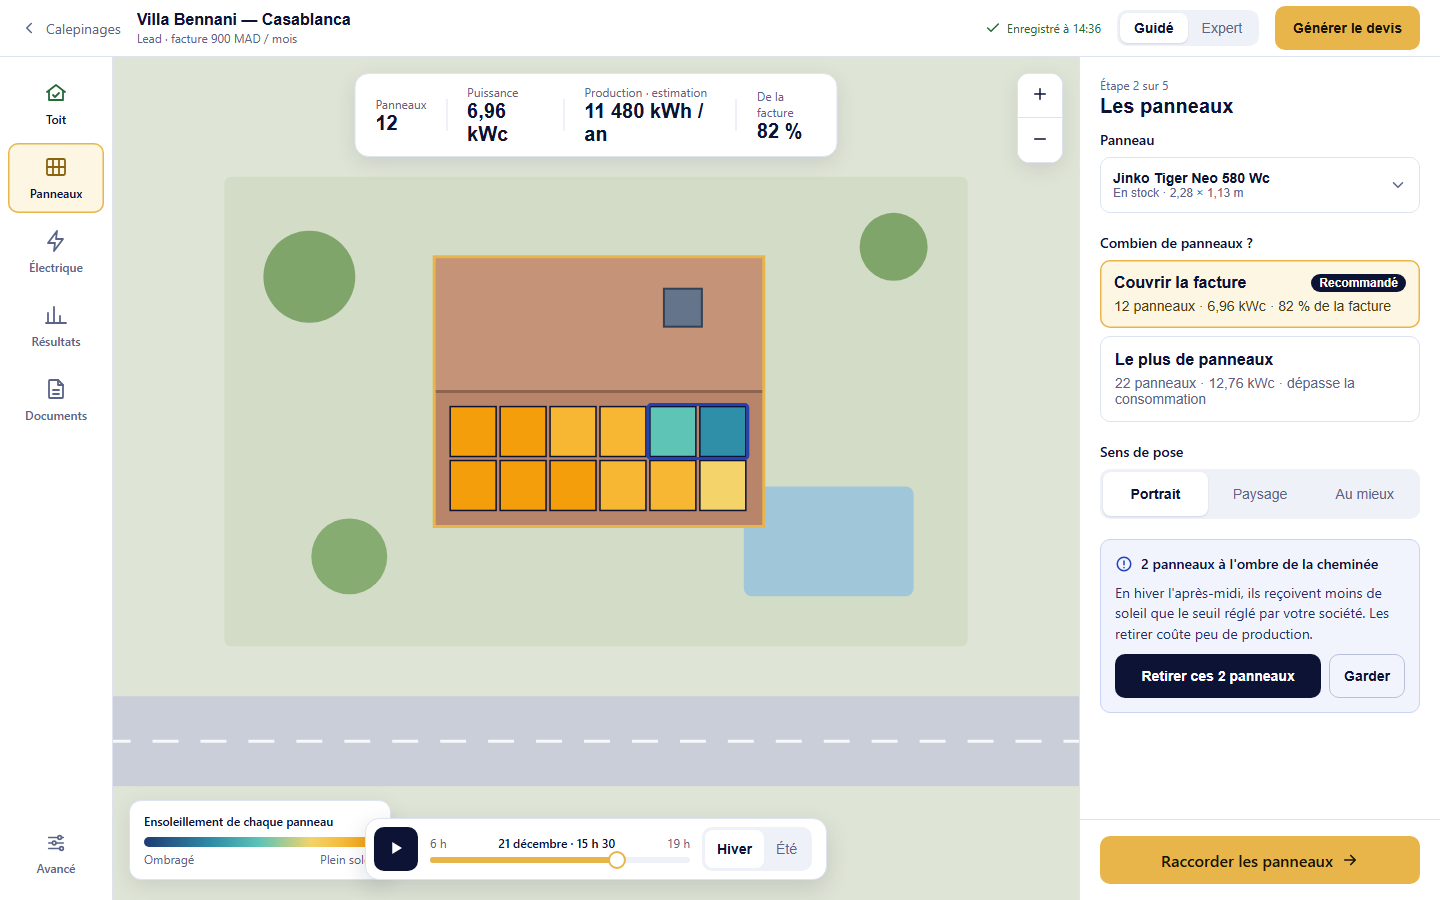 Calepinages
Villa Bennani — Casablanca
Lead · facture 900 MAD / mois
Enregistré à 14:36
Guidé
Expert
Générer le devis
Toit
Panneaux
Électrique
Résultats
Documents
Avancé
Panneaux
12
Puissance
6,96
kWc
Production · estimation
11 480 kWh /
an
De la
facture
82 %
+
−
Ensoleillement de chaque panneau
Ombragé
Plein sol
6 h
21 décembre · 15 h 30
19 h
Hiver
Été
Étape 2 sur 5
Les panneaux
Panneau
Jinko Tiger Neo 580 Wc
En stock · 2,28 × 1,13 m
Combien de panneaux ?
Couvrir la facture
Recommandé
12 panneaux · 6,96 kWc · 82 % de la facture
Le plus de panneaux
22 panneaux · 12,76 kWc · dépasse la
consommation
Sens de pose
Portrait
Paysage
Au mieux
2 panneaux à l'ombre de la cheminée
En hiver l'après-midi, ils reçoivent moins de
soleil que le seuil réglé par votre société. Les
retirer coûte peu de production.
Retirer ces 2 panneaux
Garder
Raccorder les panneaux →